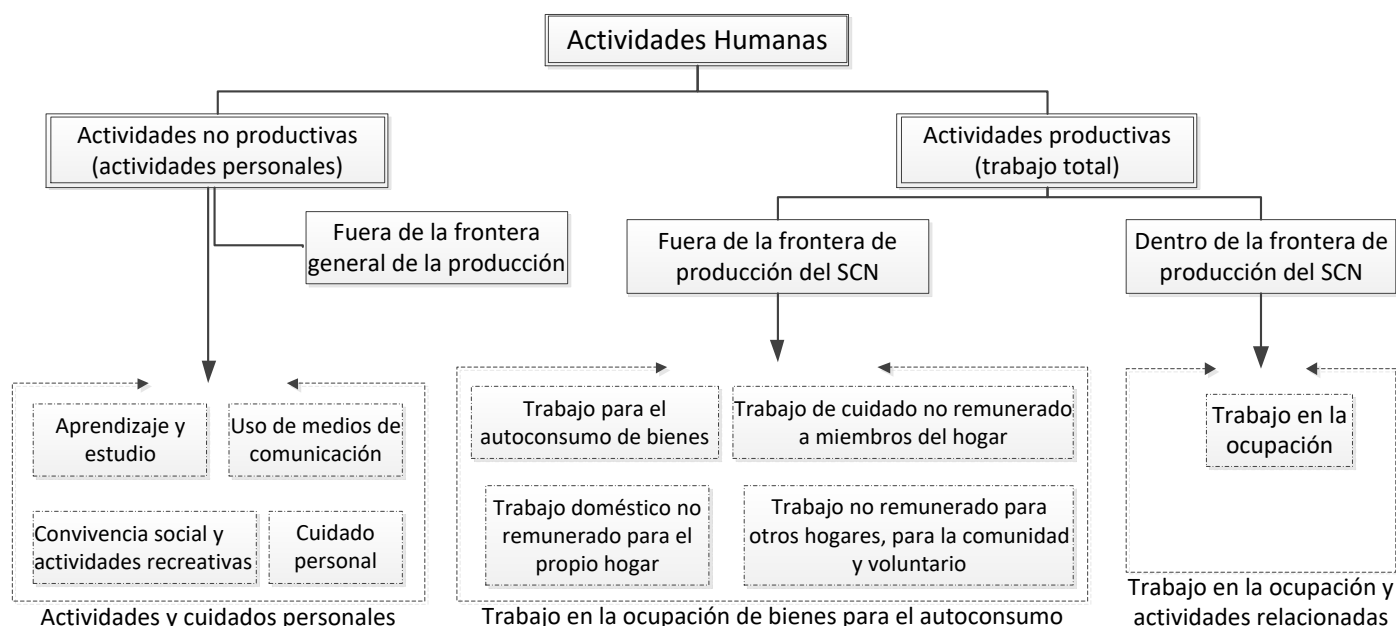 Actividades Humanas
Actividades no productivas
(actividades personales)
Actividades productivas
(trabajo total)
Fuera de la frontera
general de la producción
Fuera de la frontera de
producción del SCN
Dentro de la frontera de
producción del SCN
Aprendizaje y
estudio
Uso de medios de
comunicación
Convivencia social y
actividades recreativas
Cuidado
personal
Actividades y cuidados personales
Trabajo para el
autoconsumo de bienes
Trabajo de cuidado no remunerado
a miembros del hogar
Trabajo doméstico no
remunerado para el
propio hogar
Trabajo no remunerado para
otros hogares, para la comunidad
y voluntario
Trabajo en la ocupación de bienes para el autoconsumo
Trabajo en la
ocupación
Trabajo en la ocupación y
actividades relacionadas